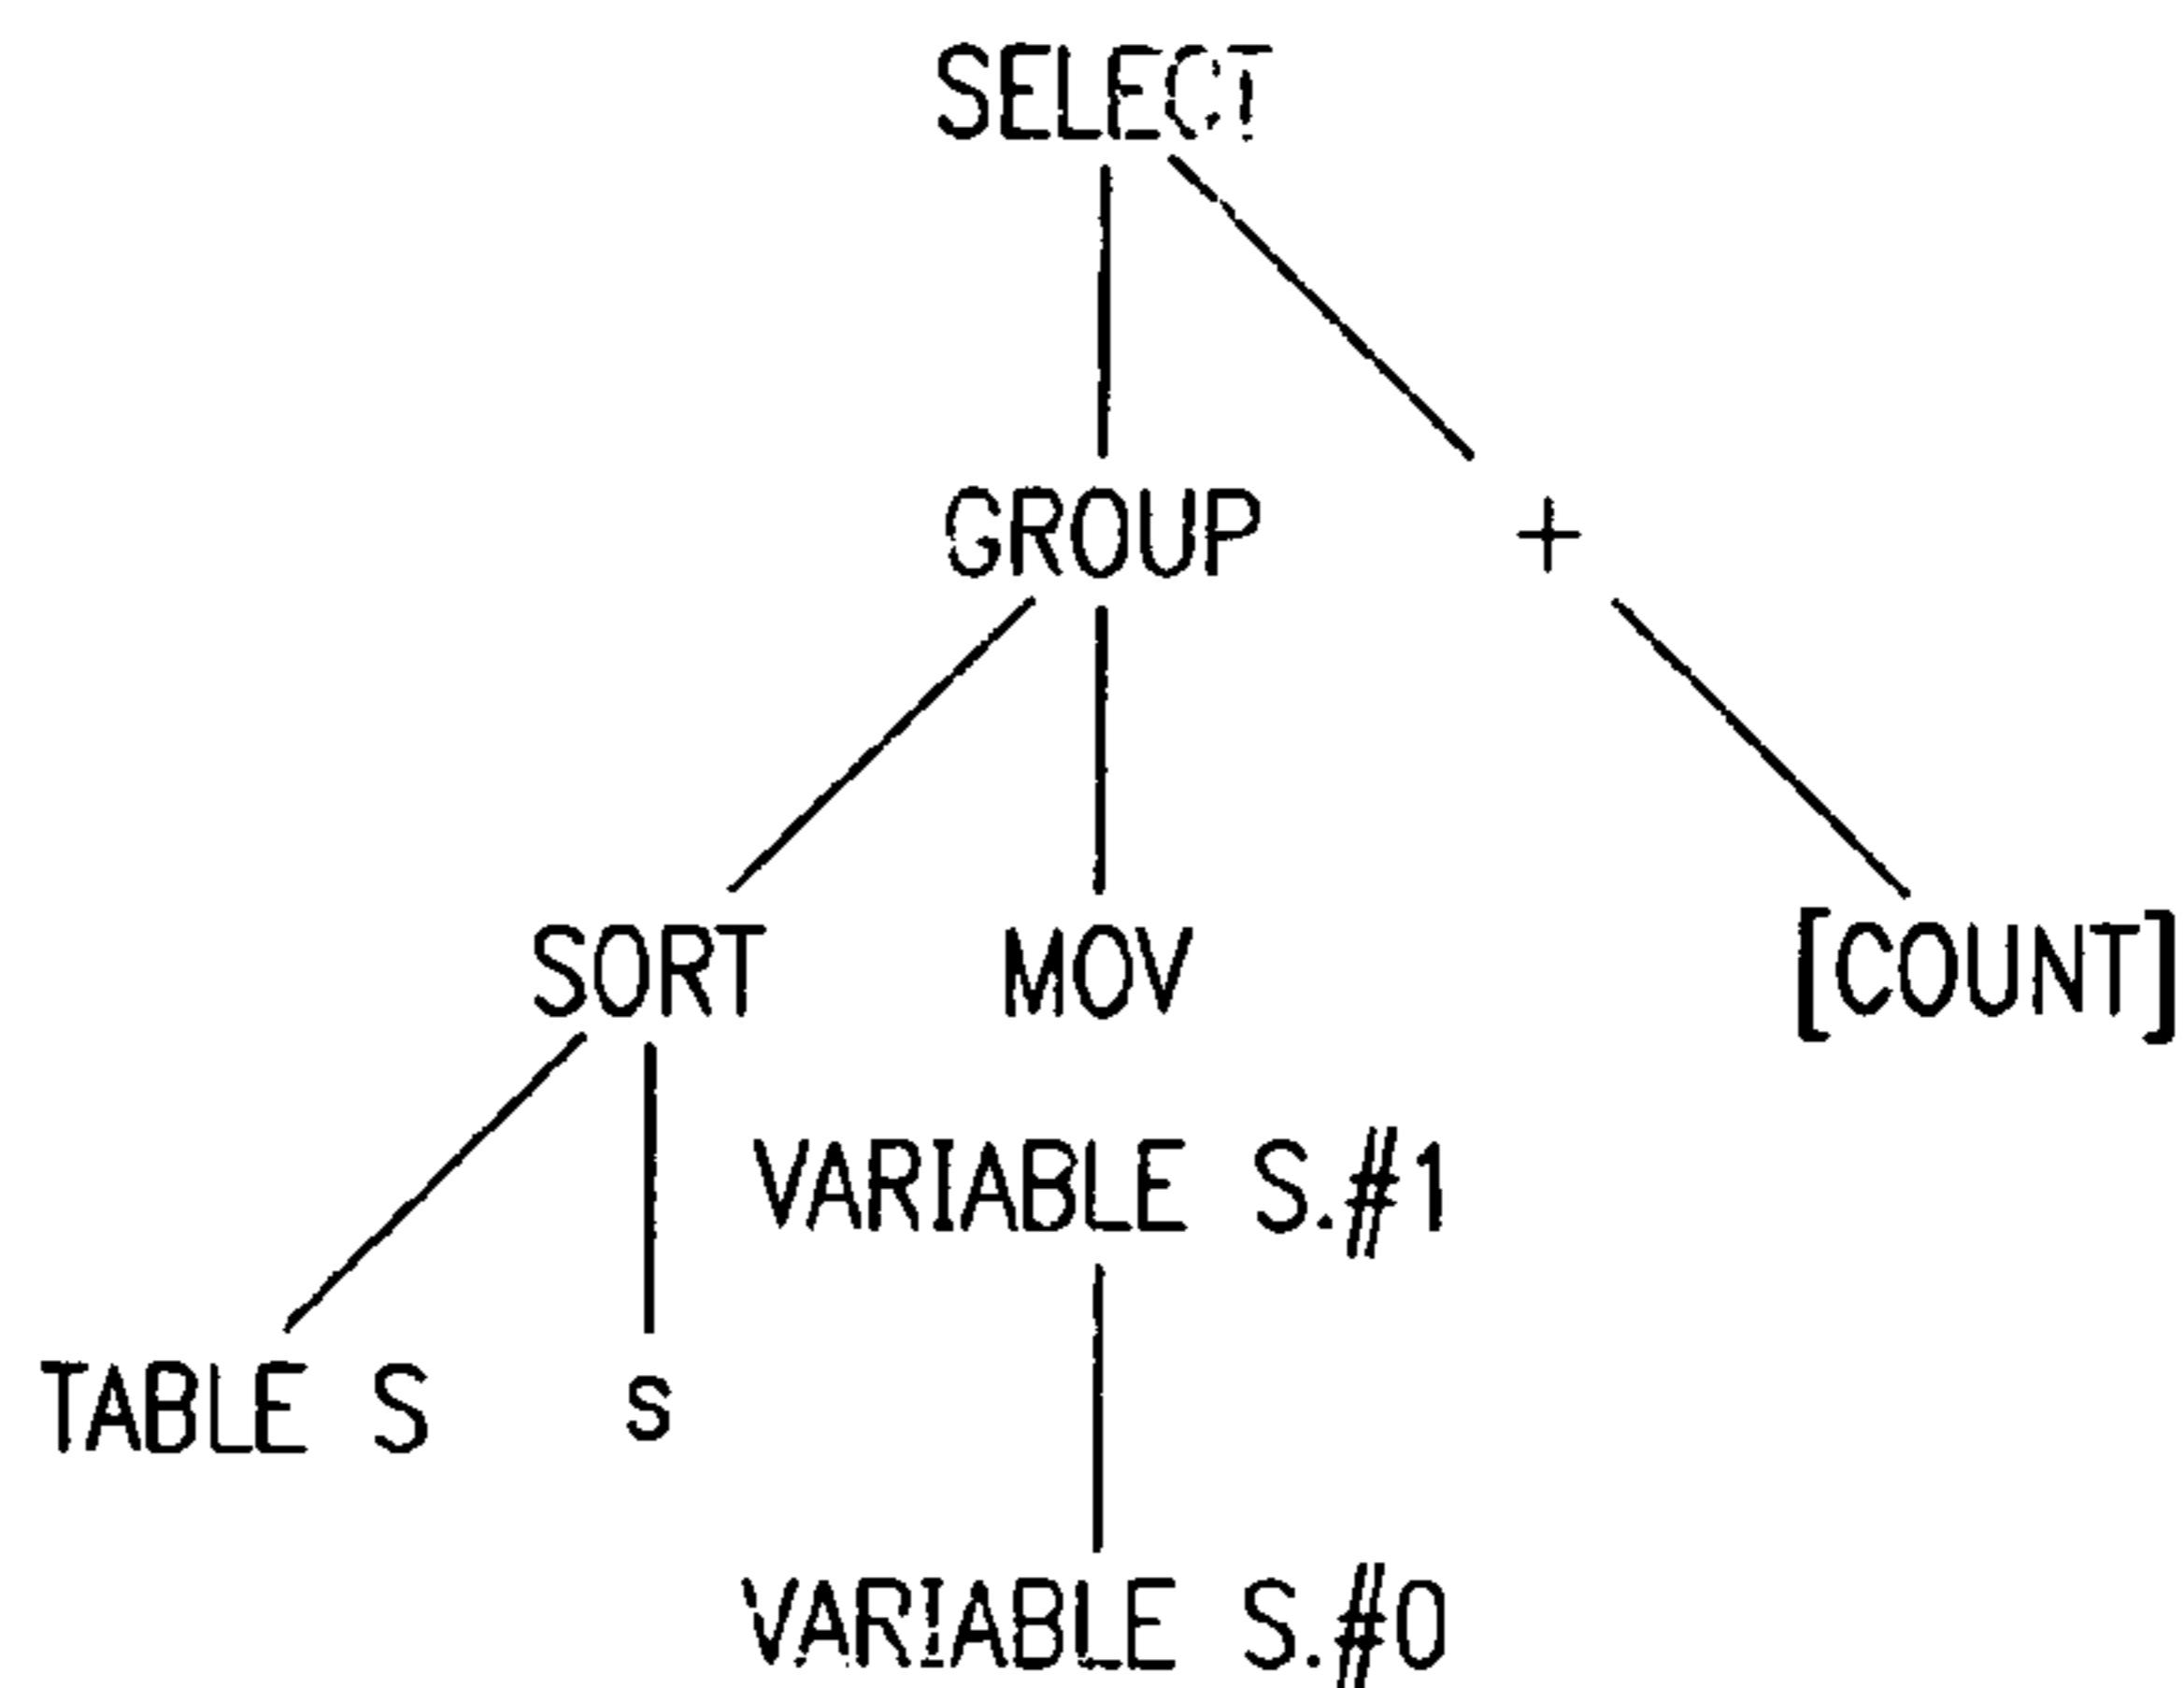 SELECT
GROUP +
SORT MOV [COUNT]
VARIABLE S.#1
TABLE S s
VARIABLE S.#0